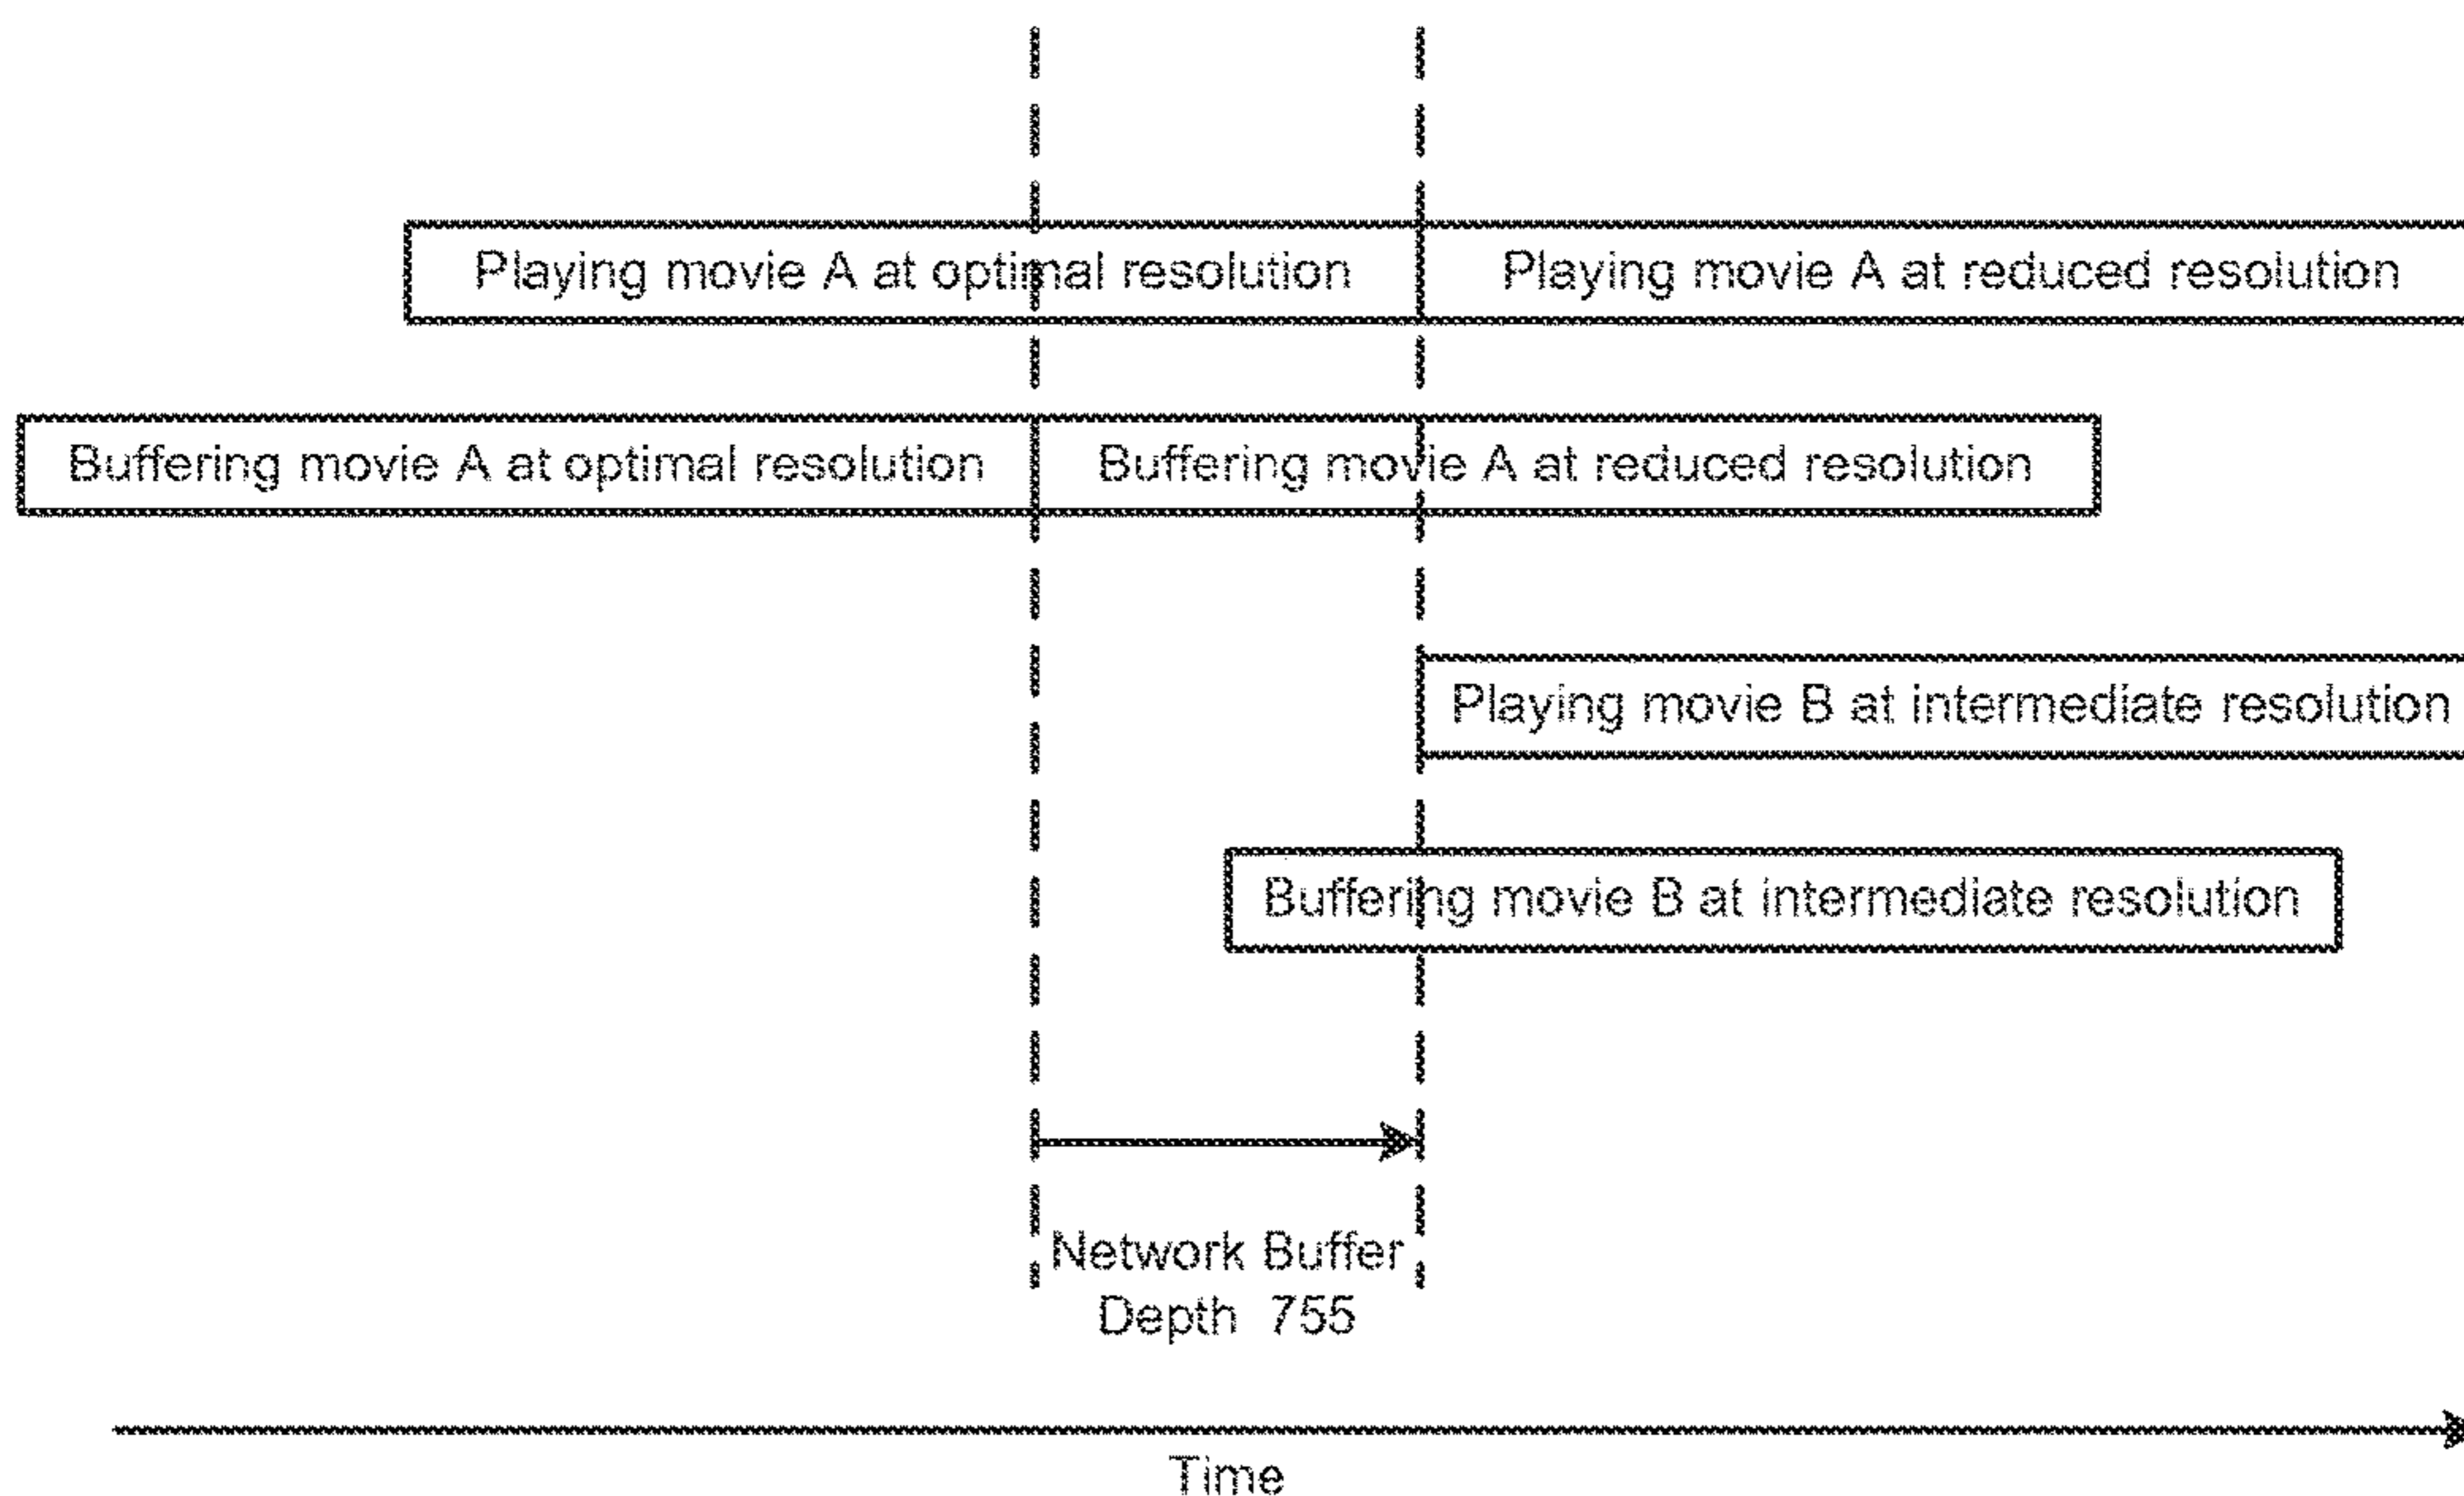 Playing movie A at optimal resolution
Playing movie A at reduced resolution
Buffering movie A at optimal resolution
Buffering movie A at reduced resolution
Playing movie B at intermediate resolution
Buffering movie B at intermediate resolution
Network Buffer
Depth 755
Time